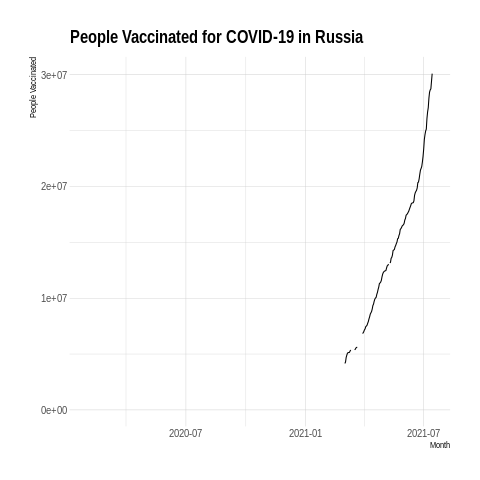 People Vaccinated for COVID-19 in Russia
People Vaccinated
3e+07
2e+07
1e+07
0e+00
2020-07
2021-01
2021-07
Month